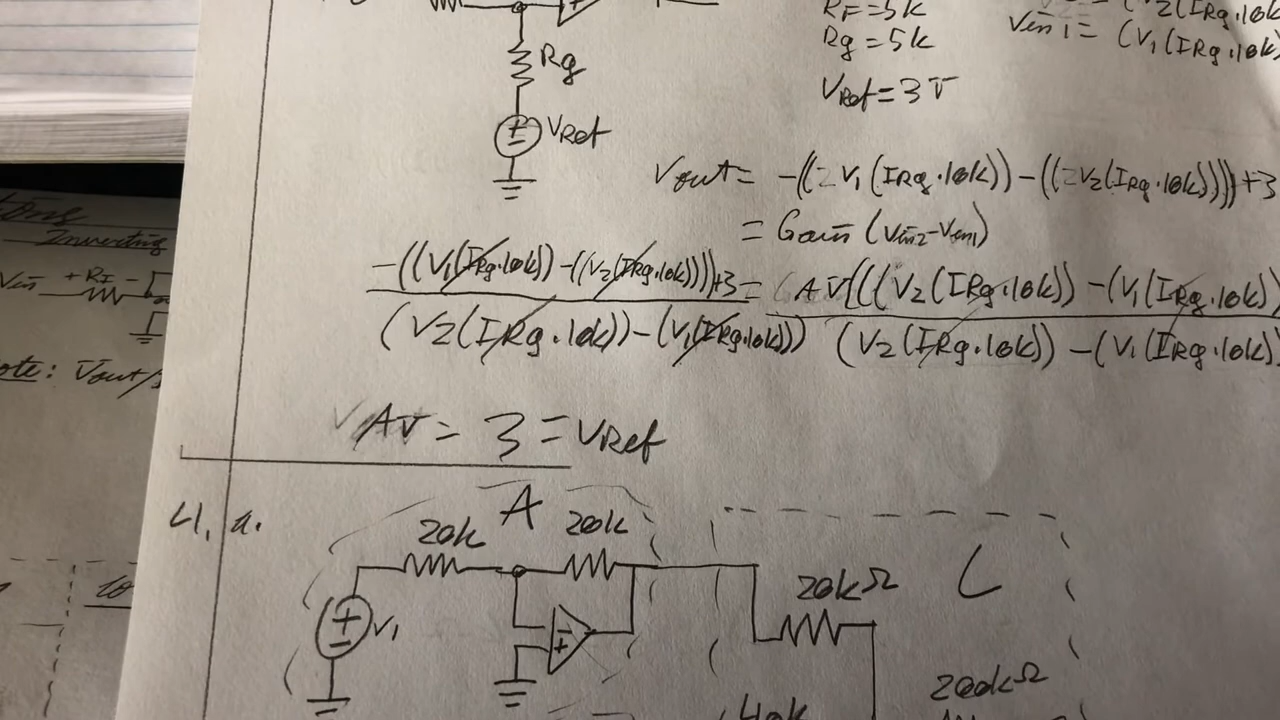 RF=5k
Rg=5k
VRef=3V
Rg
VRef
Vin1= (V1(IRg.10k)
Vout= -((2V1(IRg.10k))-((2V2(IRg.10k))))+3
= Gain (Vin2-Vin1)
-((V1(IRg.10k))-((V2(IRg.10k))))+3 = AV(((V2(IRg.10k))-(V1(IRg.10k)
(V2(IRg.10k))-(V1(IRg.10k)) (V2(IRg.10k))-(V1(IRg.10k)
AV= 3=VRef
Inverting
Vin +RI-
ote: Vout/
4. a.
A
20k 20k
20kΩ
C
V1
200kΩ
40k